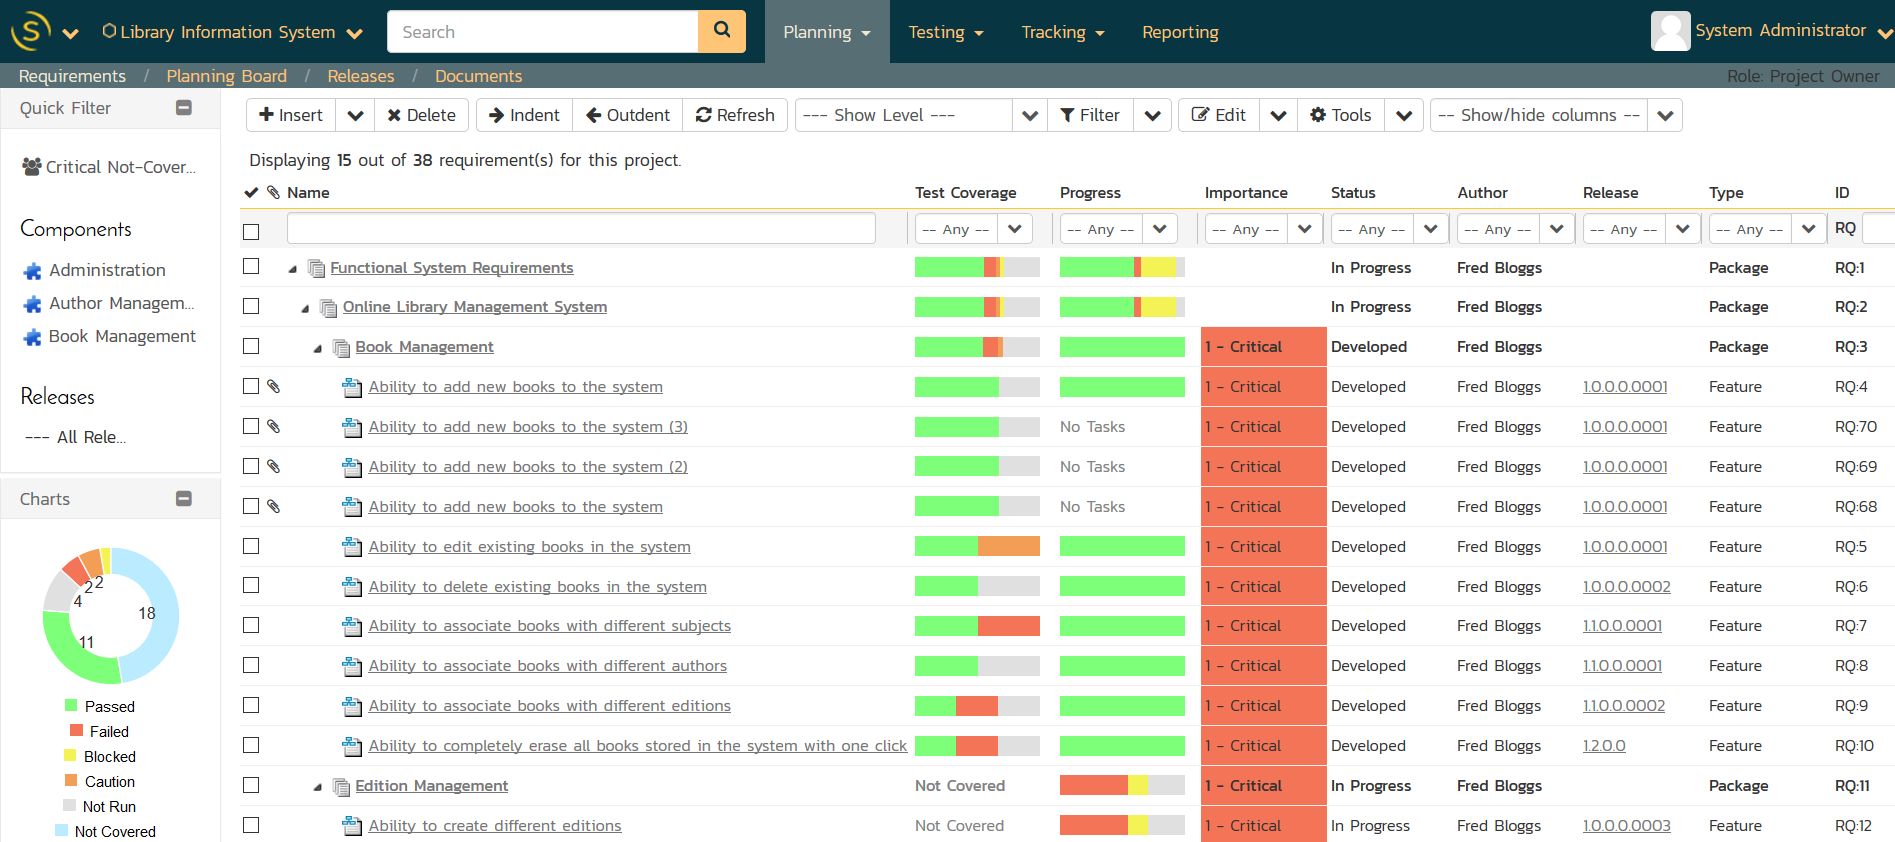 S Library Information System Search Planning Testing Tracking Reporting System Administrator
Requirements / Planning Board / Releases / Documents Role: Project Owner
Quick Filter
Critical Not-Cover...
Components
Administration
Author Managem...
Book Management
Releases
--- All Rele...
Charts
2 2
4
18
11
Passed
Failed
Blocked
Caution
Not Run
Not Covered
Insert Delete Indent Outdent Refresh --- Show Level --- Filter Edit Tools -- Show/hide columns --
Displaying 15 out of 38 requirement(s) for this project.
Name Test Coverage Progress Importance Status Author Release Type ID
-- Any -- -- Any -- -- Any -- -- Any -- -- Any -- -- Any -- -- Any -- RQ
Functional System Requirements In Progress Fred Bloggs Package RQ:1
Online Library Management System In Progress Fred Bloggs Package RQ:2
Book Management 1 - Critical Developed Fred Bloggs Package RQ:3
Ability to add new books to the system 1 - Critical Developed Fred Bloggs 1.0.0.0.0001 Feature RQ:4
Ability to add new books to the system (3) No Tasks 1 - Critical Developed Fred Bloggs 1.0.0.0.0001 Feature RQ:70
Ability to add new books to the system (2) No Tasks 1 - Critical Developed Fred Bloggs 1.0.0.0.0001 Feature RQ:69
Ability to add new books to the system No Tasks 1 - Critical Developed Fred Bloggs 1.0.0.0.0001 Feature RQ:68
Ability to edit existing books in the system 1 - Critical Developed Fred Bloggs 1.0.0.0.0001 Feature RQ:5
Ability to delete existing books in the system 1 - Critical Developed Fred Bloggs 1.0.0.0.0002 Feature RQ:6
Ability to associate books with different subjects 1 - Critical Developed Fred Bloggs 1.1.0.0.0001 Feature RQ:7
Ability to associate books with different authors 1 - Critical Developed Fred Bloggs 1.1.0.0.0001 Feature RQ:8
Ability to associate books with different editions 1 - Critical Developed Fred Bloggs 1.1.0.0.0002 Feature RQ:9
Ability to completely erase all books stored in the system with one click 1 - Critical Developed Fred Bloggs 1.2.0.0 Feature RQ:10
Edition Management Not Covered 1 - Critical In Progress Fred Bloggs Package RQ:11
Ability to create different editions Not Covered 1 - Critical In Progress Fred Bloggs 1.0.0.0.0003 Feature RQ:12